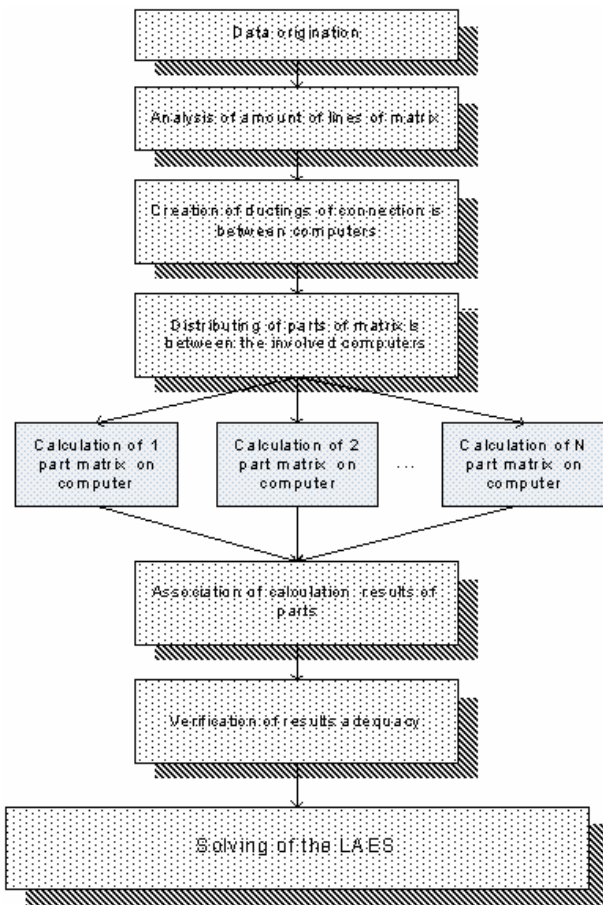 Data origination
Analysis of amount of lines of matrix
Creation of ductings of connection is
between computers
Distributing of parts of matrix is
between the involved computers
Calculation of 1
part matrix on
computer
Calculation of 2
part matrix on
computer
...
Calculation of N
part matrix on
computer
Association of calculation results of
parts
Verification of results adequacy
Solving of the LAES